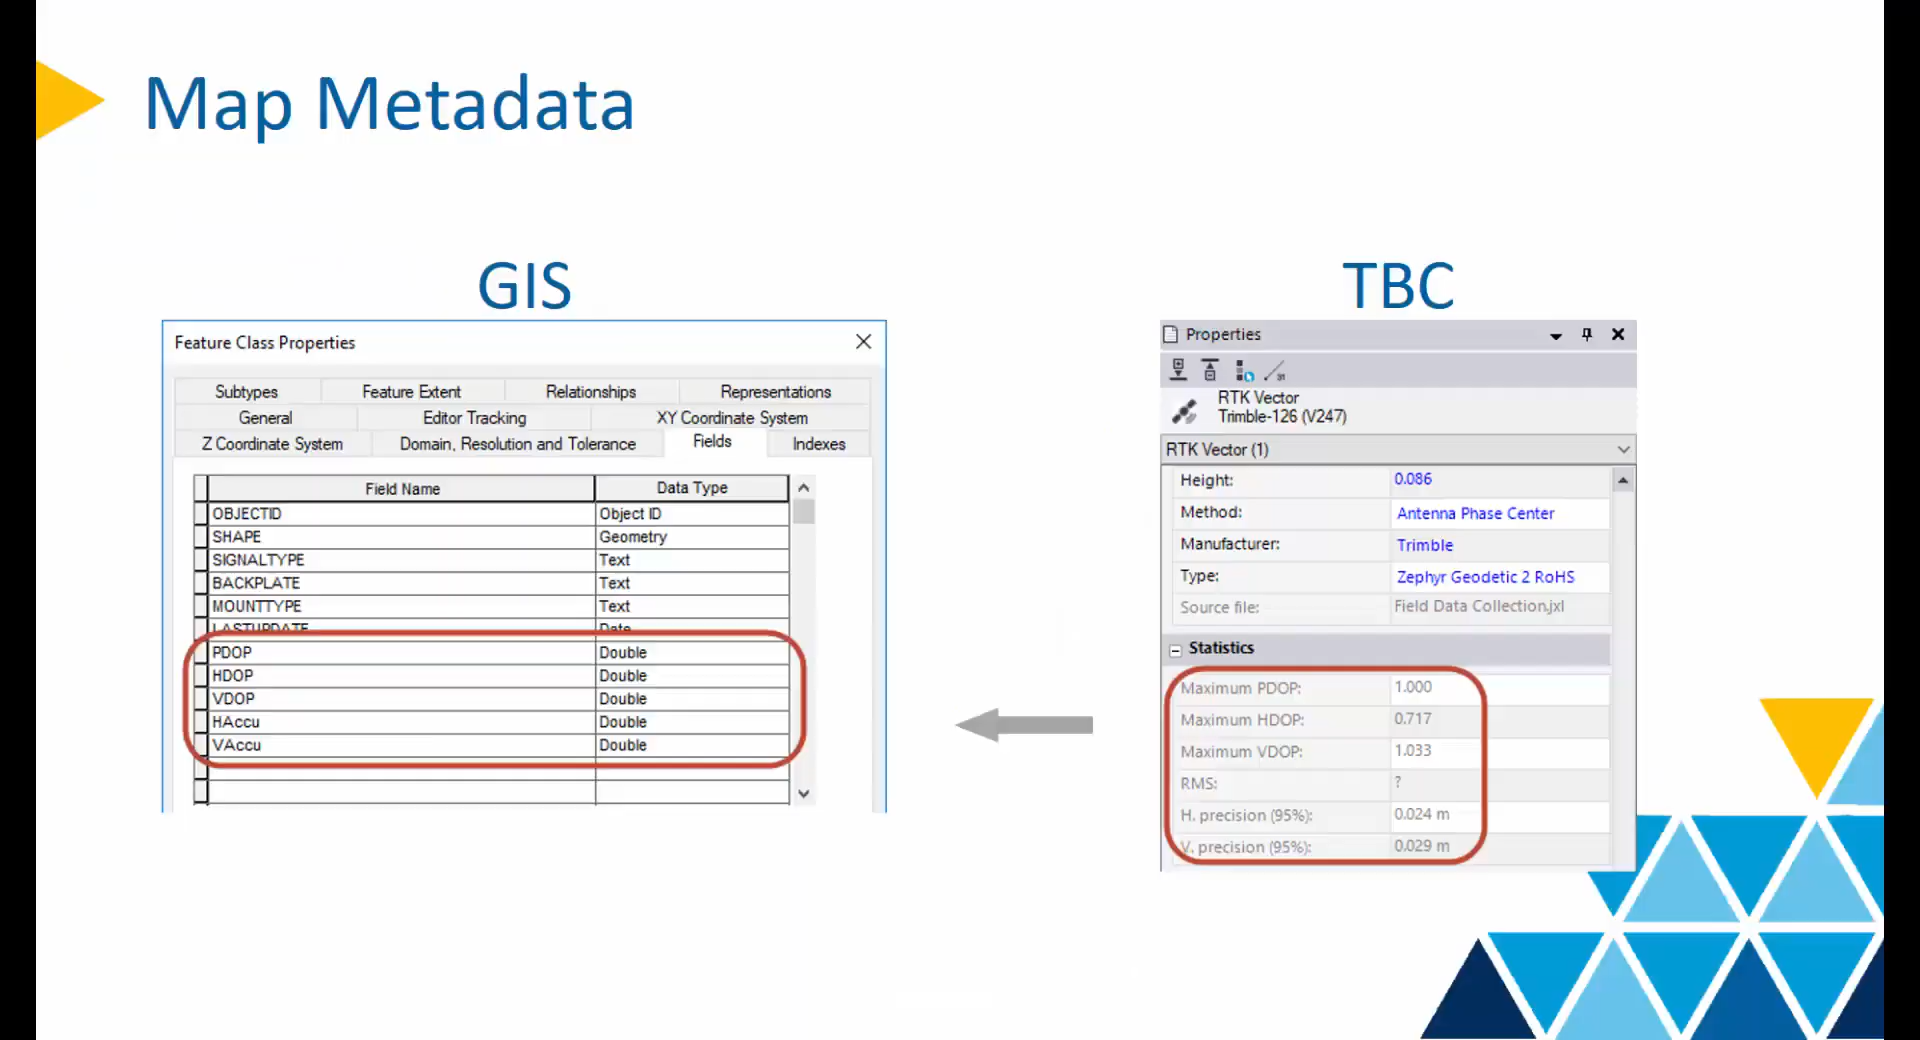 Map Metadata
GIS
Feature Class Properties
Subtypes Feature Extent Relationships Representations
General Editor Tracking XY Coordinate System
Z Coordinate System Domain, Resolution and Tolerance Fields Indexes
Field Name Data Type
OBJECTID Object ID
SHAPE Geometry
SIGNALTYPE Text
BACKPLATE Text
MOUNTTYPE Text
LASTUPDATE Date
PDOP Double
HDOP Double
VDOP Double
HAccu Double
VAccu Double
TBC
Properties
RTK Vector
Trimble-126 (V247)
RTK Vector (1)
Height: 0.086
Method: Antenna Phase Center
Manufacturer: Trimble
Type: Zephyr Geodetic 2 RoHS
Source file: Field Data Collection.jxl
Statistics
Maximum PDOP: 1.000
Maximum HDOP: 0.717
Maximum VDOP: 1.033
RMS: ?
H. precision (95%): 0.024 m
V. precision (95%): 0.029 m